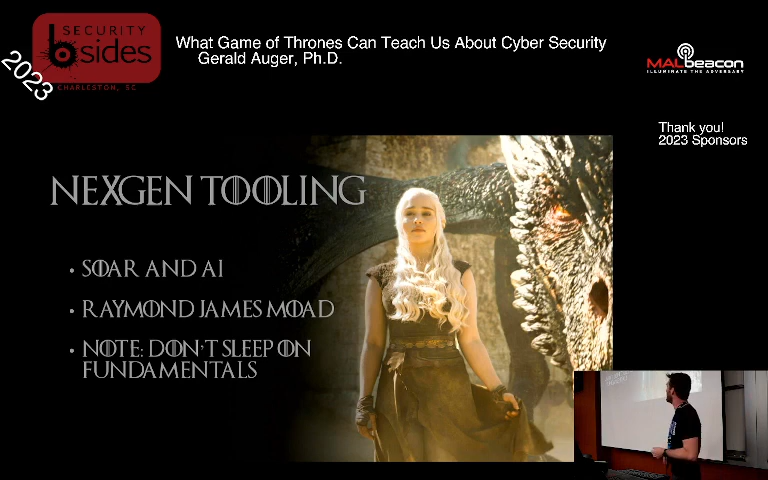 SECURITY
bsides
CHARLESTON, SC
2023
What Game of Thrones Can Teach Us About Cyber Security
Gerald Auger, Ph.D.
MALbeacon
ILLUMINATE THE ADVERSARY
Thank you!
2023 Sponsors
NEXGEN TOOLING
• SOAR AND AI
• RAYMOND JAMES MOAD
• NOTE: DON'T SLEEP ON
FUNDAMENTALS